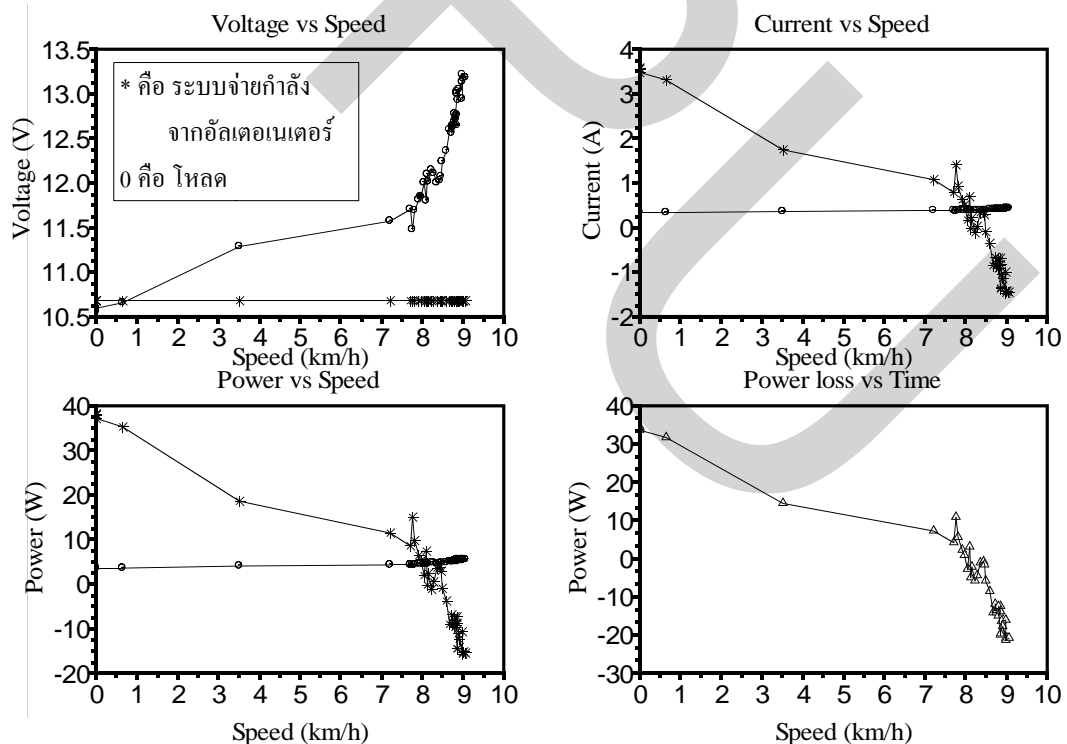 Voltage vs Speed
13.5
13.0
12.5
12.0
11.5
11.0
10.5
Voltage (V)
* คือ ระบบจ่ายกำลัง
จากอัลเตอเนเตอร์
0 คือ โหลด
0 1 2 3 4 5 6 7 8 9 10
Speed (km/h)
Current vs Speed
4
3
2
1
0
-1
-2
Current (A)
0 1 2 3 4 5 6 7 8 9 10
Speed (km/h)
Power vs Speed
40
30
20
10
0
-10
-20
Power (W)
0 1 2 3 4 5 6 7 8 9 10
Speed (km/h)
Power loss vs Time
40
30
20
10
0
-10
-20
-30
Power (W)
0 1 2 3 4 5 6 7 8 9 10
Speed (km/h)